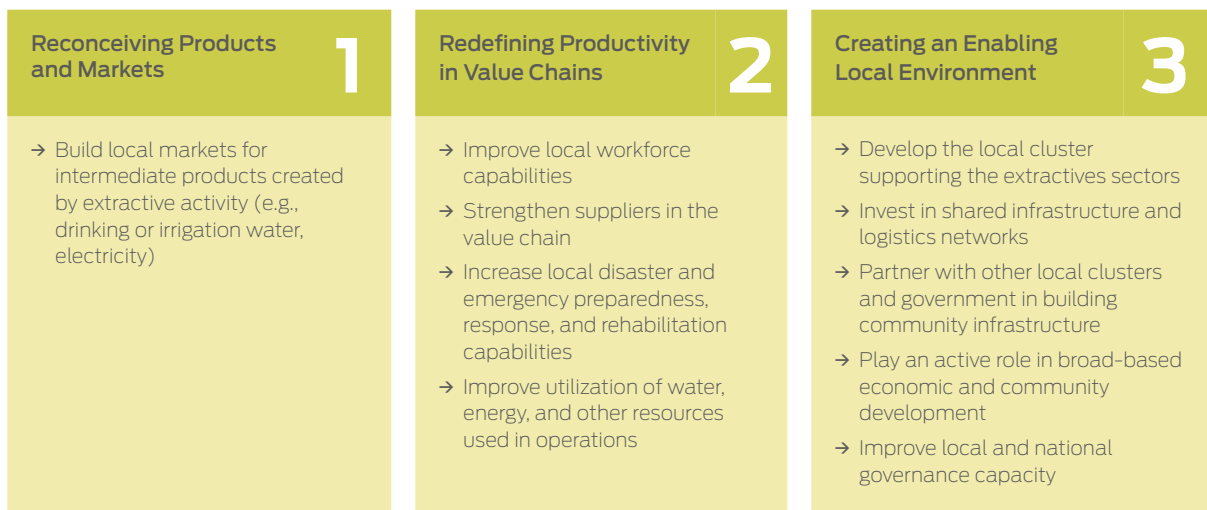 Reconceiving Products
and Markets
1
→ Build local markets for
intermediate products created
by extractive activity (e.g.,
drinking or irrigation water,
electricity)
Redefining Productivity
in Value Chains
2
→ Improve local workforce
capabilities
→ Strengthen suppliers in the
value chain
→ Increase local disaster and
emergency preparedness,
response, and rehabilitation
capabilities
→ Improve utilization of water,
energy, and other resources
used in operations
Creating an Enabling
Local Environment
3
→ Develop the local cluster
supporting the extractives sectors
→ Invest in shared infrastructure and
logistics networks
→ Partner with other local clusters
and government in building
community infrastructure
→ Play an active role in broad-based
economic and community
development
→ Improve local and national
governance capacity